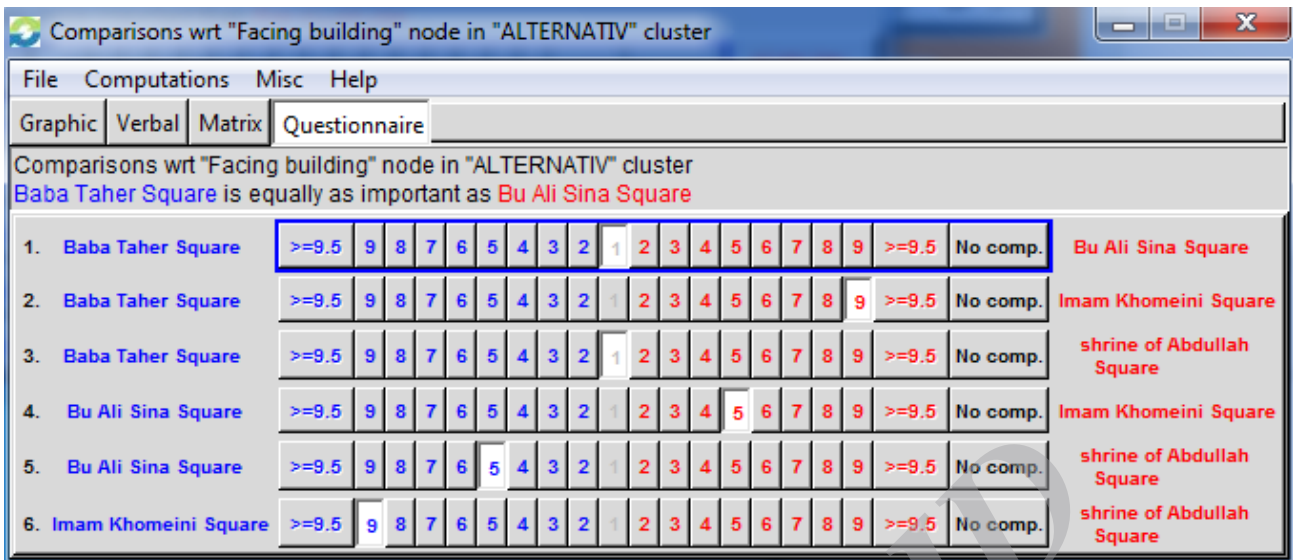 Comparisons wrt "Facing building" node in "ALTERNATIV" cluster
File Computations Misc Help
Graphic Verbal Matrix Questionnaire
Comparisons wrt "Facing building" node in "ALTERNATIV" cluster
Baba Taher Square is equally as important as Bu Ali Sina Square
1. Baba Taher Square >=9.5 9 8 7 6 5 4 3 2 1 2 3 4 5 6 7 8 9 >=9.5 No comp. Bu Ali Sina Square
2. Baba Taher Square >=9.5 9 8 7 6 5 4 3 2 1 2 3 4 5 6 7 8 9 >=9.5 No comp. Imam Khomeini Square
3. Baba Taher Square >=9.5 9 8 7 6 5 4 3 2 1 2 3 4 5 6 7 8 9 >=9.5 No comp. shrine of Abdullah
Square
4. Bu Ali Sina Square >=9.5 9 8 7 6 5 4 3 2 1 2 3 4 5 6 7 8 9 >=9.5 No comp. Imam Khomeini Square
5. Bu Ali Sina Square >=9.5 9 8 7 6 5 4 3 2 1 2 3 4 5 6 7 8 9 >=9.5 No comp. shrine of Abdullah
Square
6. Imam Khomeini Square >=9.5 9 8 7 6 5 4 3 2 1 2 3 4 5 6 7 8 9 >=9.5 No comp. shrine of Abdullah
Square